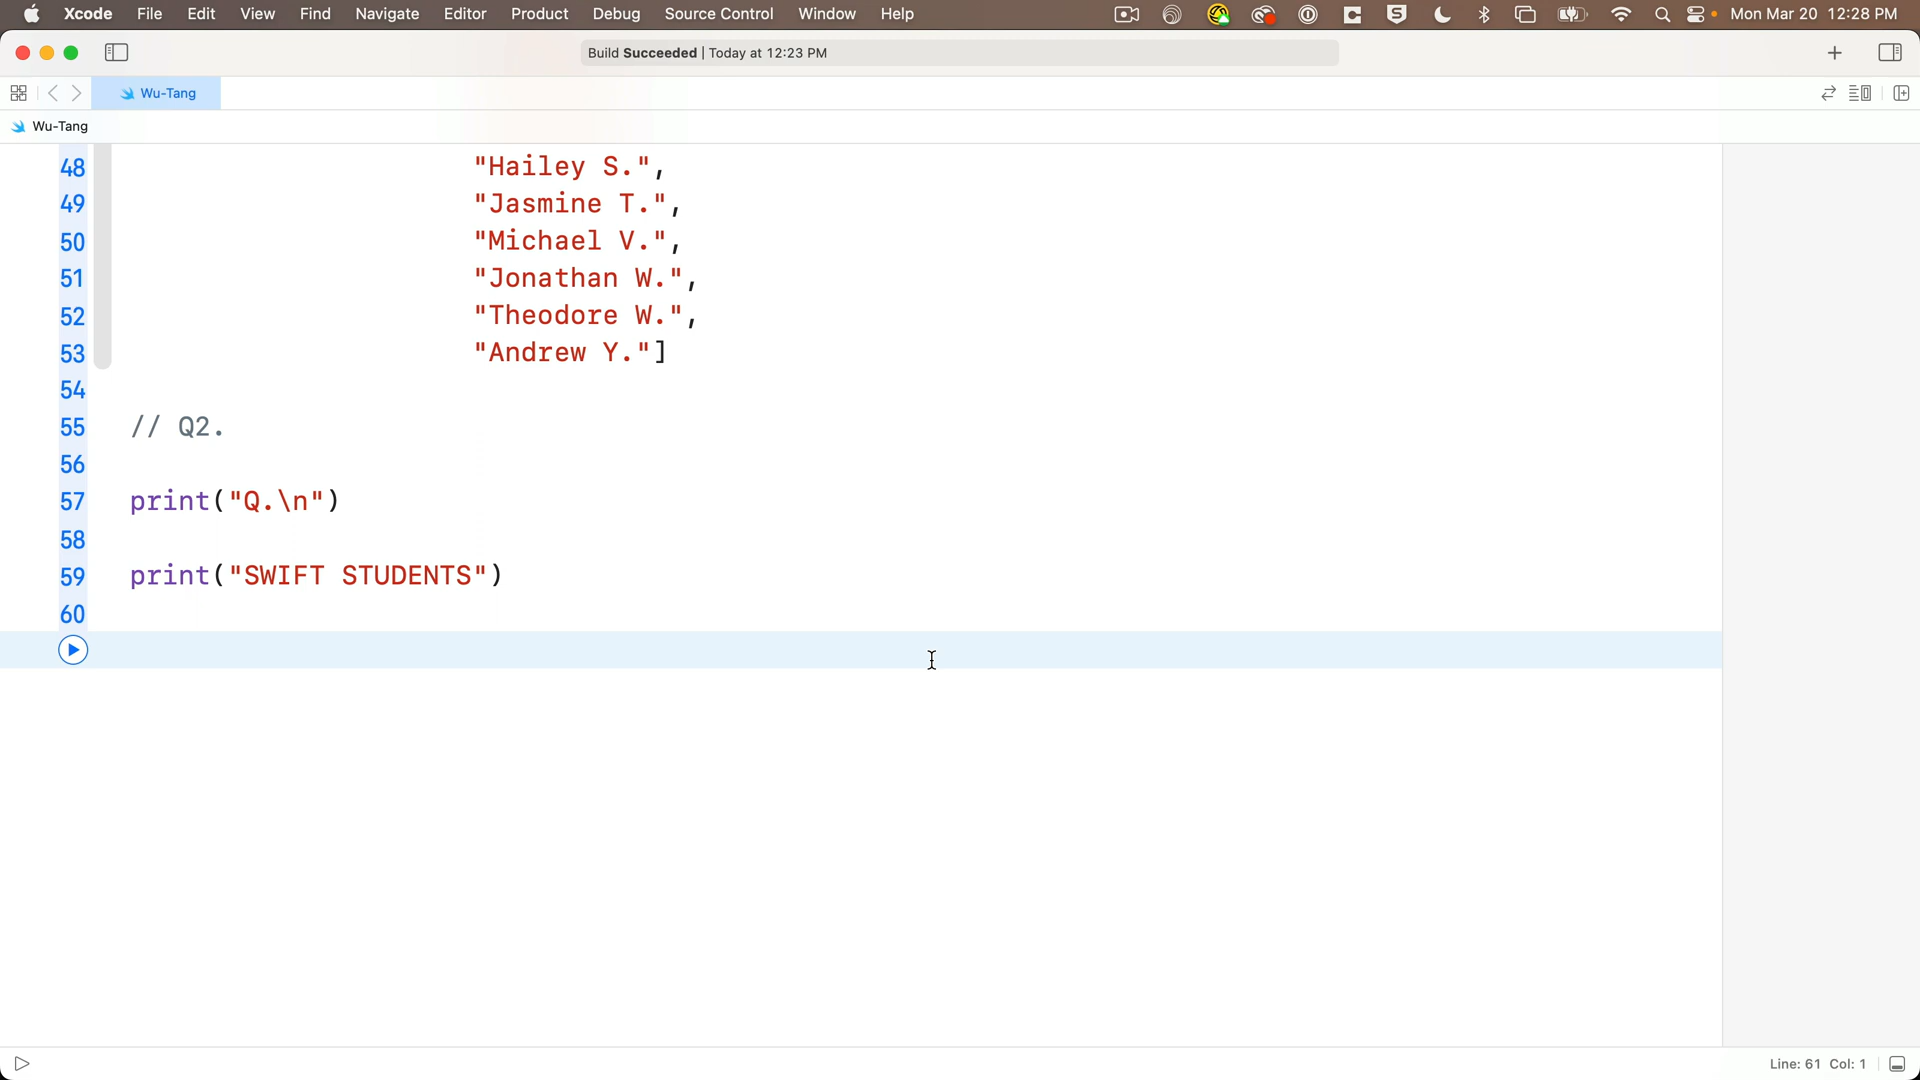 Xcode File Edit View Find Navigate Editor Product Debug Source Control Window Help Mon Mar 20 12:28 PM
Build Succeeded | Today at 12:23 PM
Wu-Tang
Wu-Tang
48 "Hailey S.",
49 "Jasmine T.",
50 "Michael V.",
51 "Jonathan W.",
52 "Theodore W.",
53 "Andrew Y."]
54
55 // Q2.
56
57 print("Q.\n")
58
59 print("SWIFT STUDENTS")
60
Line: 61 Col: 1